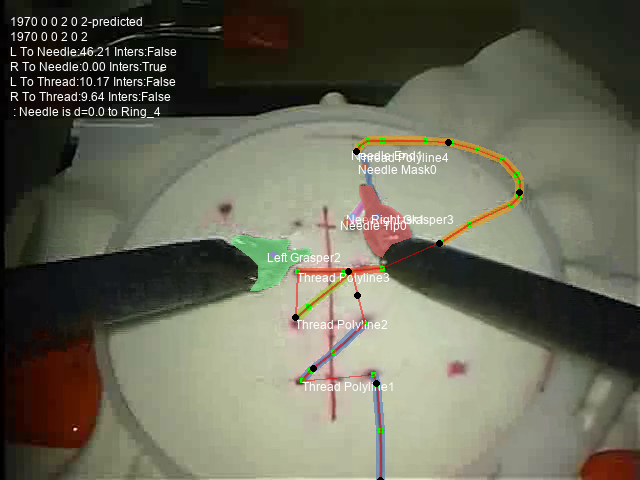 1970 0 0 2 0 2-predicted
1970 0 0 2 0 2
L To Needle:46.21 Inters:False
R To Needle:0.00 Inters:True
L To Thread:10.17 Inters:False
R To Thread:9.64 Inters:False
: Needle is d=0.0 to Ring_4
Thread Polyline4
Needle Mask0
Right Grasper3
Needle Tip0
Left Grasper2
Thread Polyline3
Thread Polyline2
Thread Polyline1